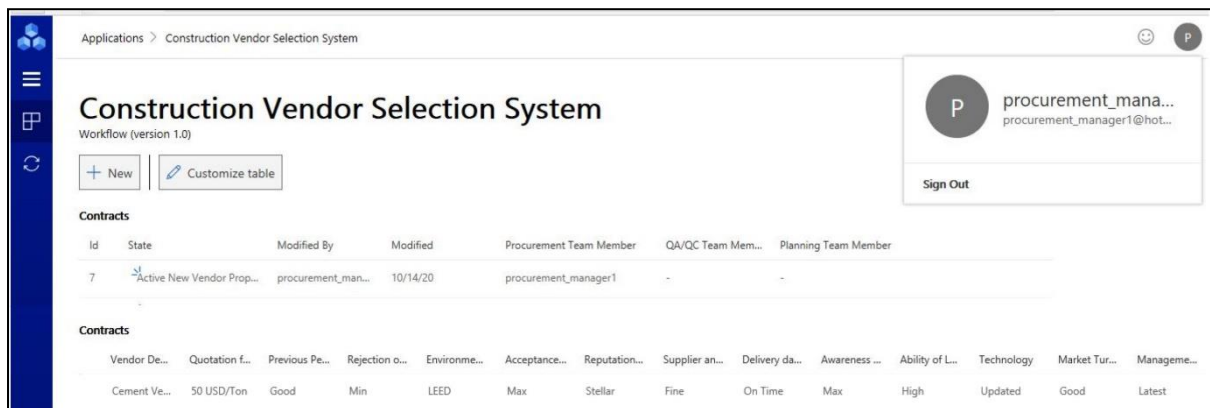 Applications > Construction Vendor Selection System
P
P
procurement_mana...
procurement_manager1@hot...
Sign Out
Construction Vendor Selection System
Workflow (version 1.0)
+ New
Customize table
Contracts
Id State Modified By Modified Procurement Team Member QA/QC Team Mem... Planning Team Member
7 Active New Vendor Prop... procurement_man... 10/14/20 procurement_manager1 - -
Contracts
Vendor De... Quotation f... Previous Pe... Rejection o... Environme... Acceptance... Reputation... Supplier an... Delivery da... Awareness ... Ability of L... Technology Market Tur... Manageme...
Cement Ve... 50 USD/Ton Good Min LEED Max Stellar Fine On Time Max High Updated Good Latest